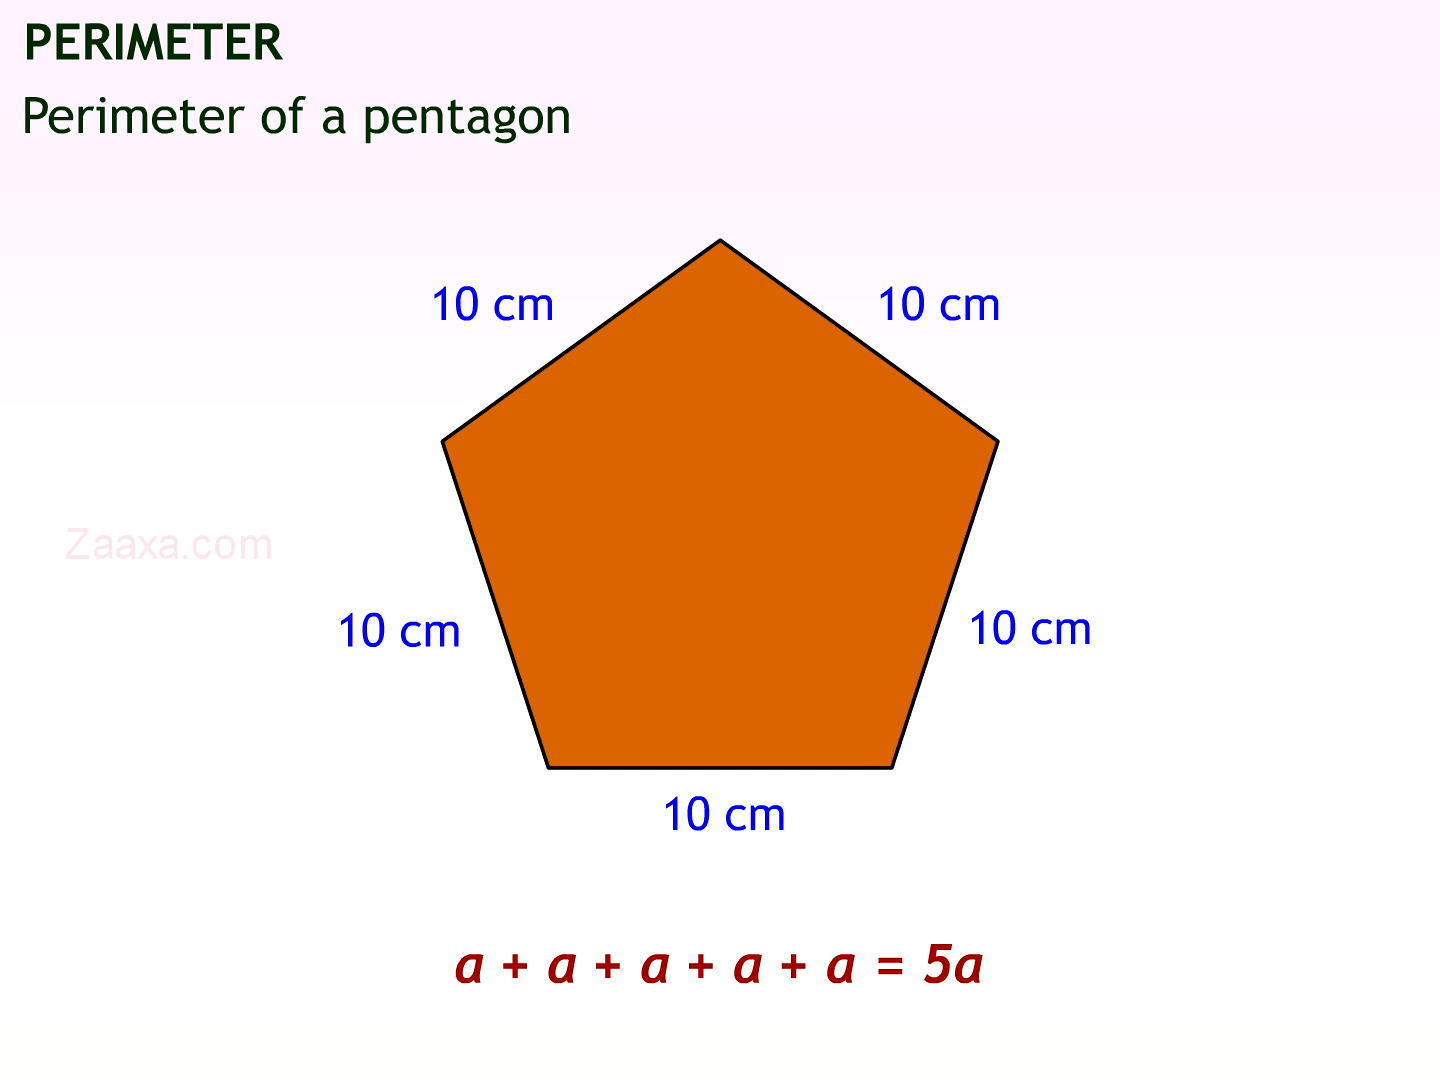 PERIMETER
Perimeter of a pentagon
10 cm
10 cm
Zaaxa.com
10 cm
10 cm
10 cm
a + a + a + a + a = 5a